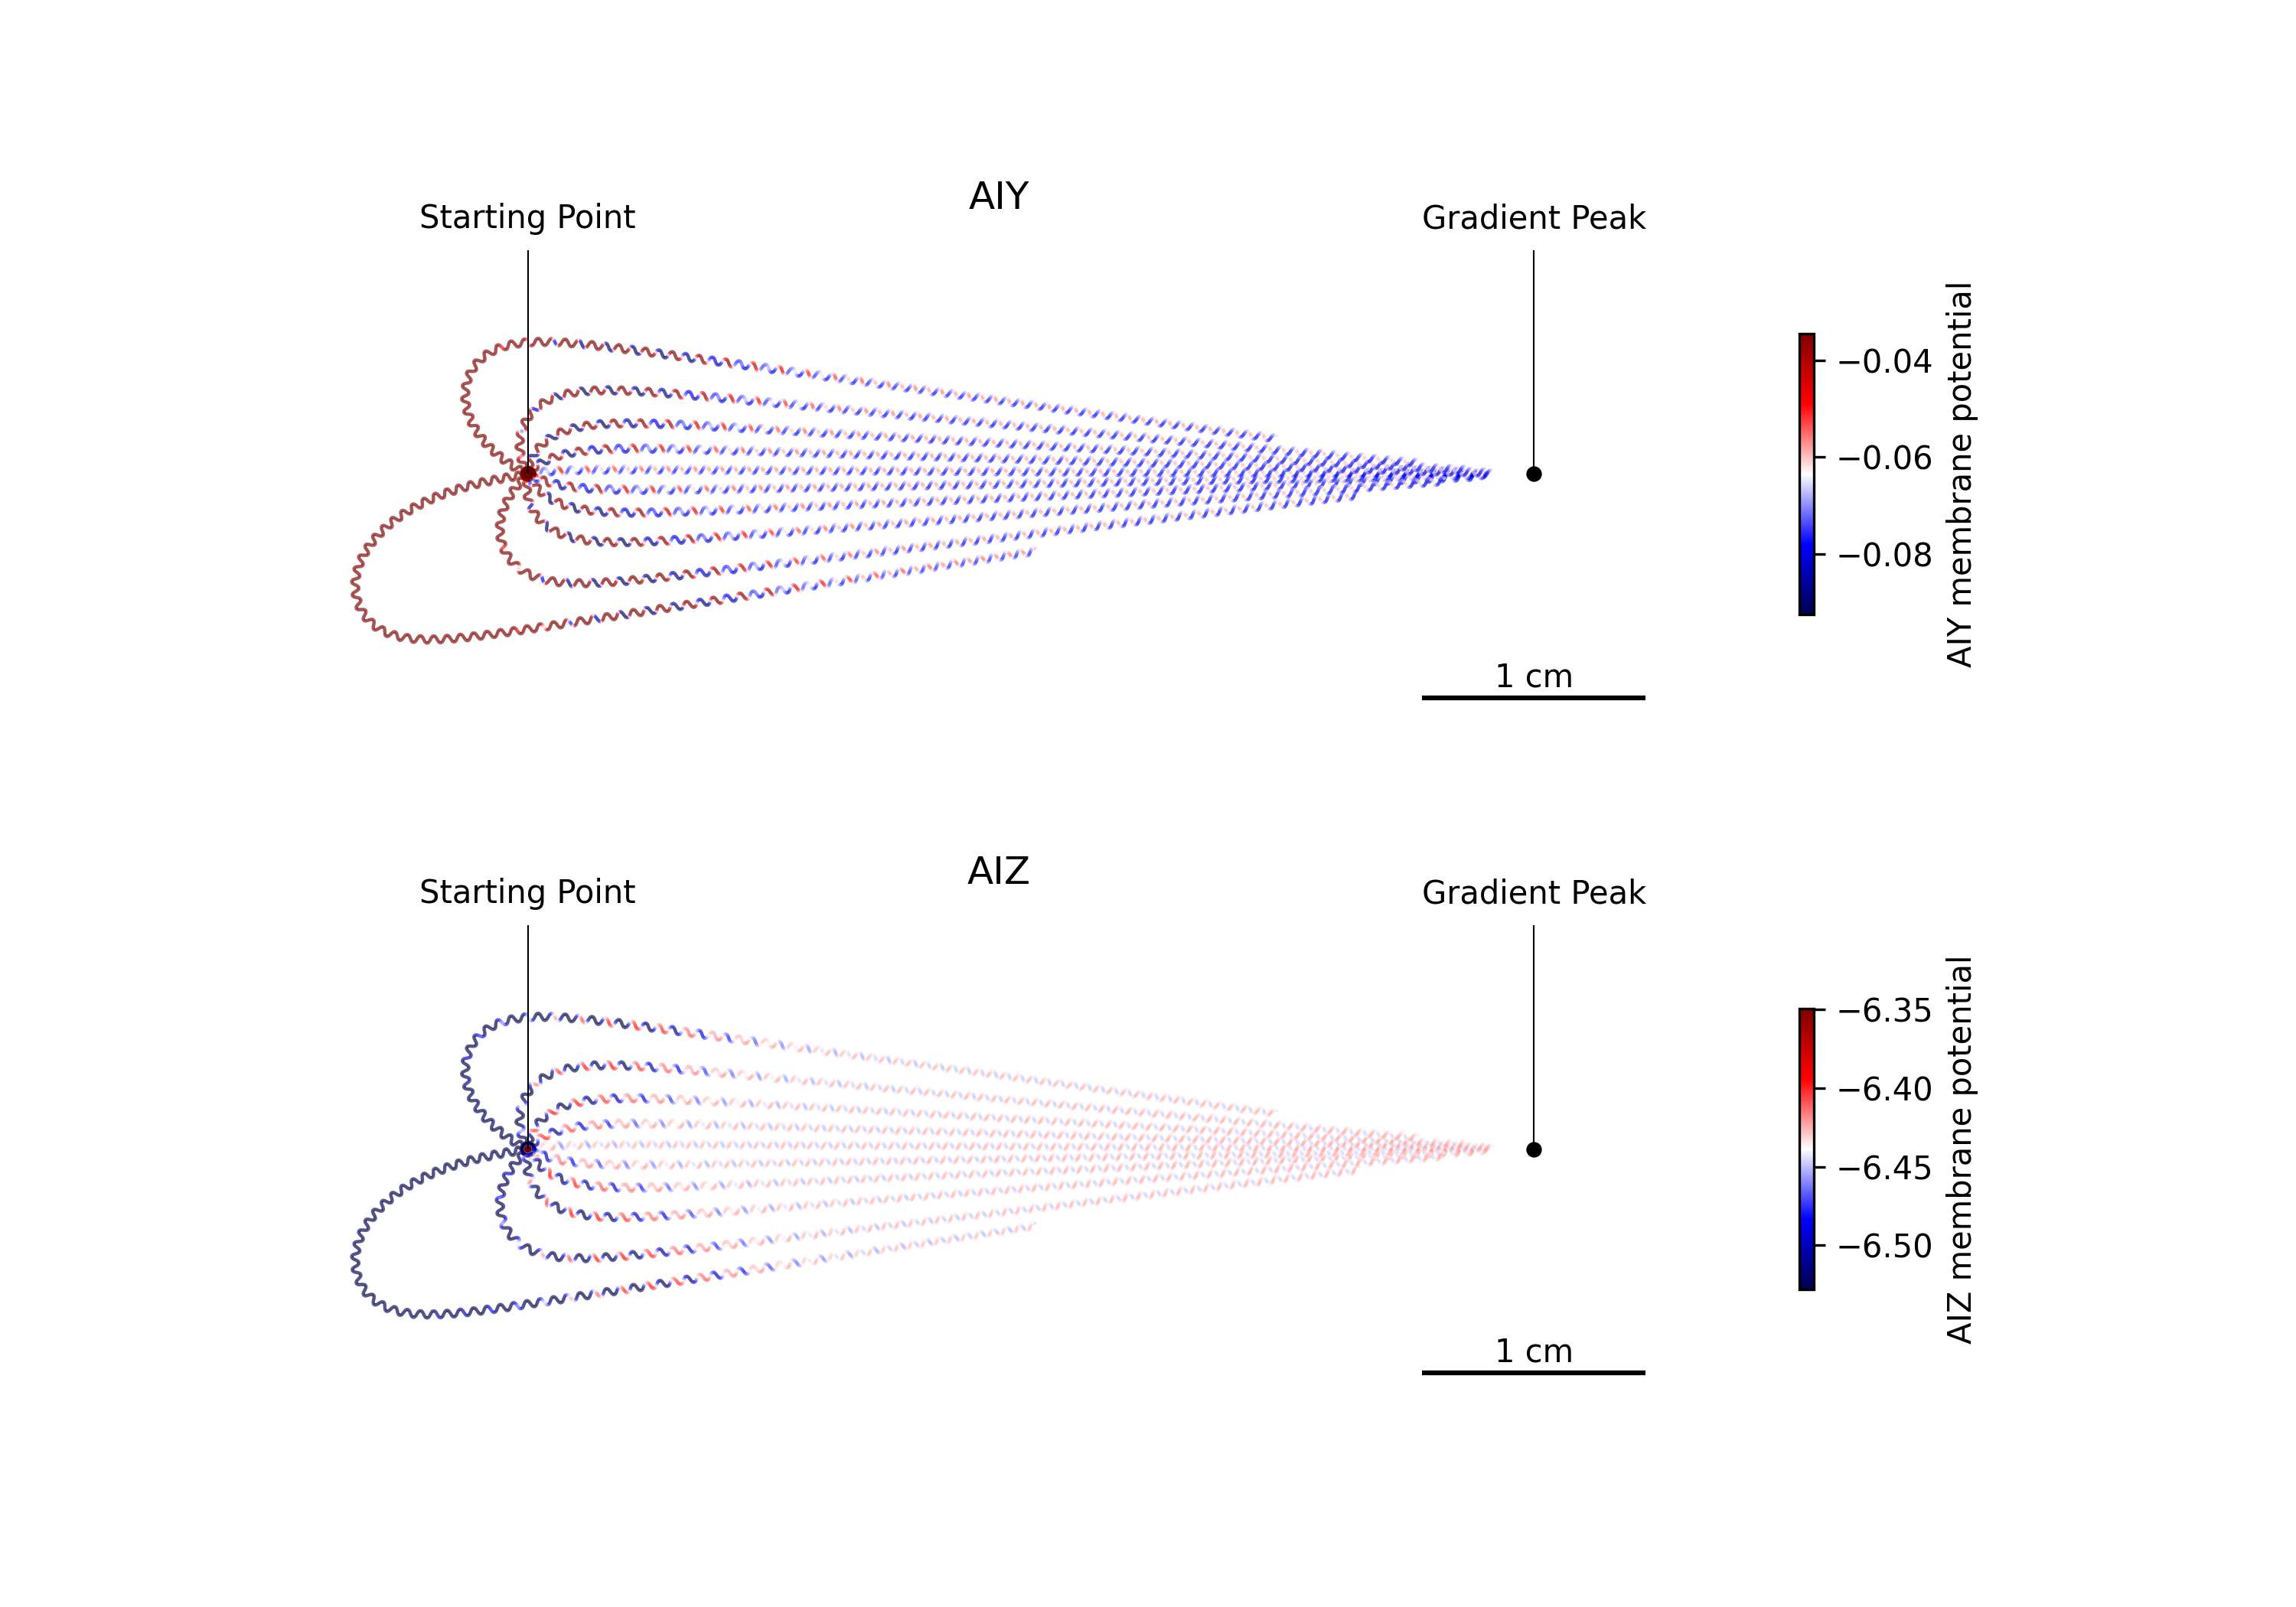 AIY
Starting Point
Gradient Peak
−0.04
−0.06
−0.08
AIY membrane potential
1 cm
AIZ
Starting Point
Gradient Peak
−6.35
−6.40
−6.45
−6.50
AIZ membrane potential
1 cm